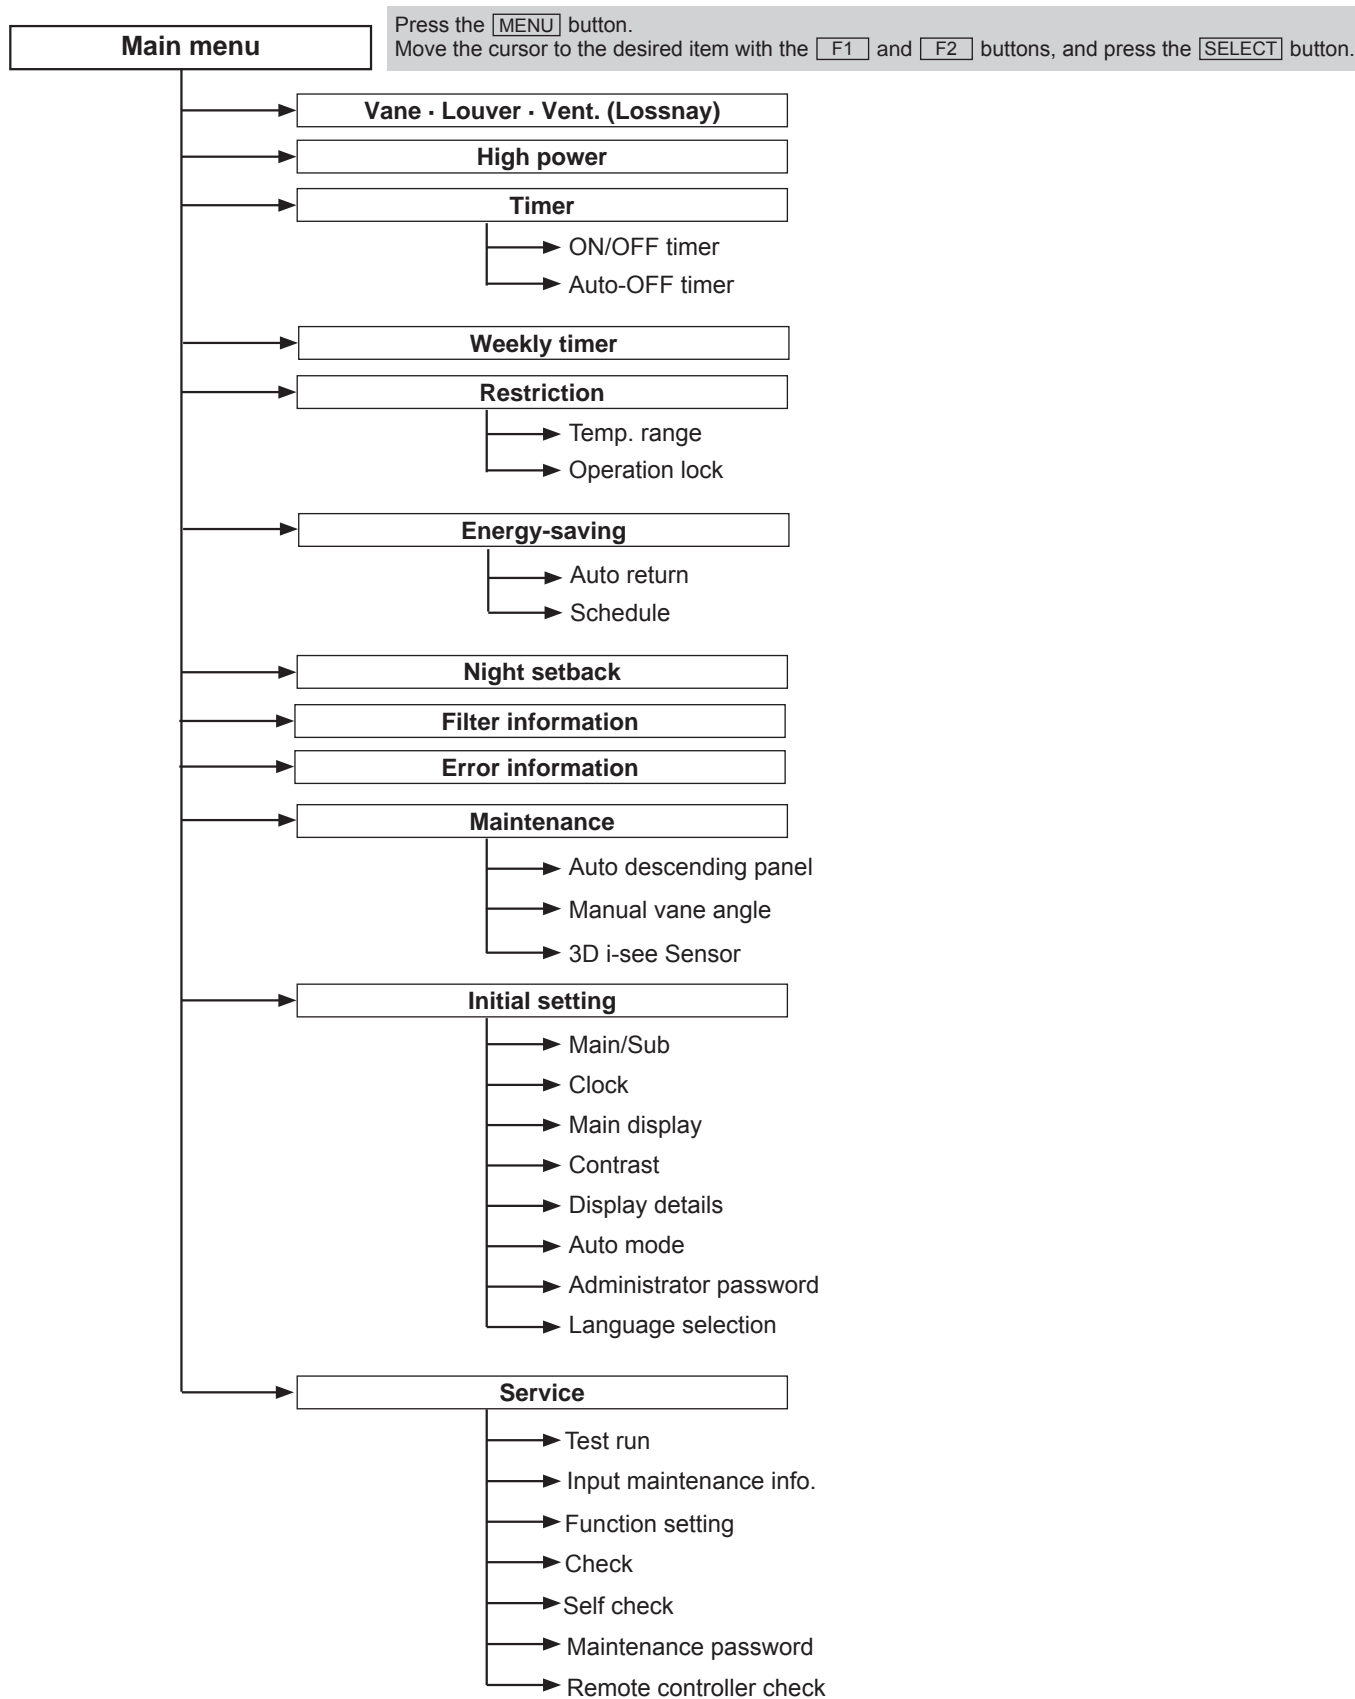 Main menu
Press the MENU button.
Move the cursor to the desired item with the F1 and F2 buttons, and press the SELECT button.
Vane · Louver · Vent. (Lossnay)
High power
Timer
ON/OFF timer
Auto-OFF timer
Weekly timer
Restriction
Temp. range
Operation lock
Energy-saving
Auto return
Schedule
Night setback
Filter information
Error information
Maintenance
Auto descending panel
Manual vane angle
3D i-see Sensor
Initial setting
Main/Sub
Clock
Main display
Contrast
Display details
Auto mode
Administrator password
Language selection
Service
Test run
Input maintenance info.
Function setting
Check
Self check
Maintenance password
Remote controller check